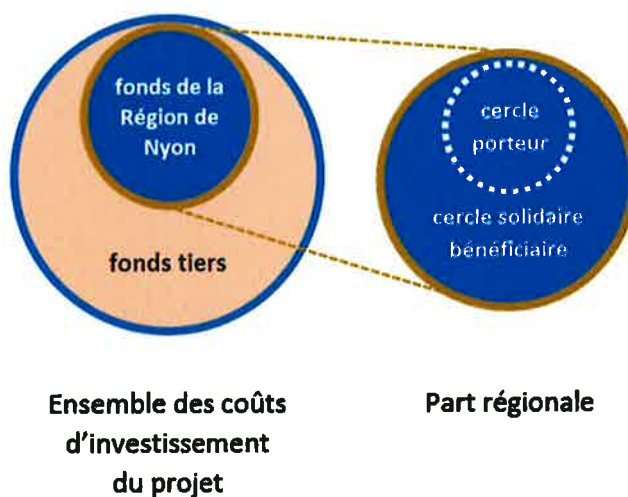 fonds de la
Région de
Nyon
fonds tiers
cercle
porteur
cercle solidaire
bénéficiaire
Ensemble des coûts
d'investissement
du projet
Part régionale